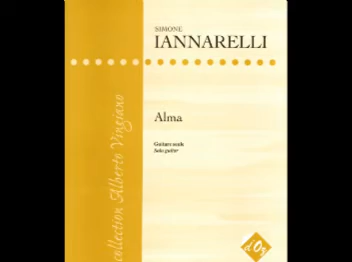 SIMONE
IANNARELLI
Alma
Guitare seule
Solo guitar
collection Alberto Vingiano
d'Oz